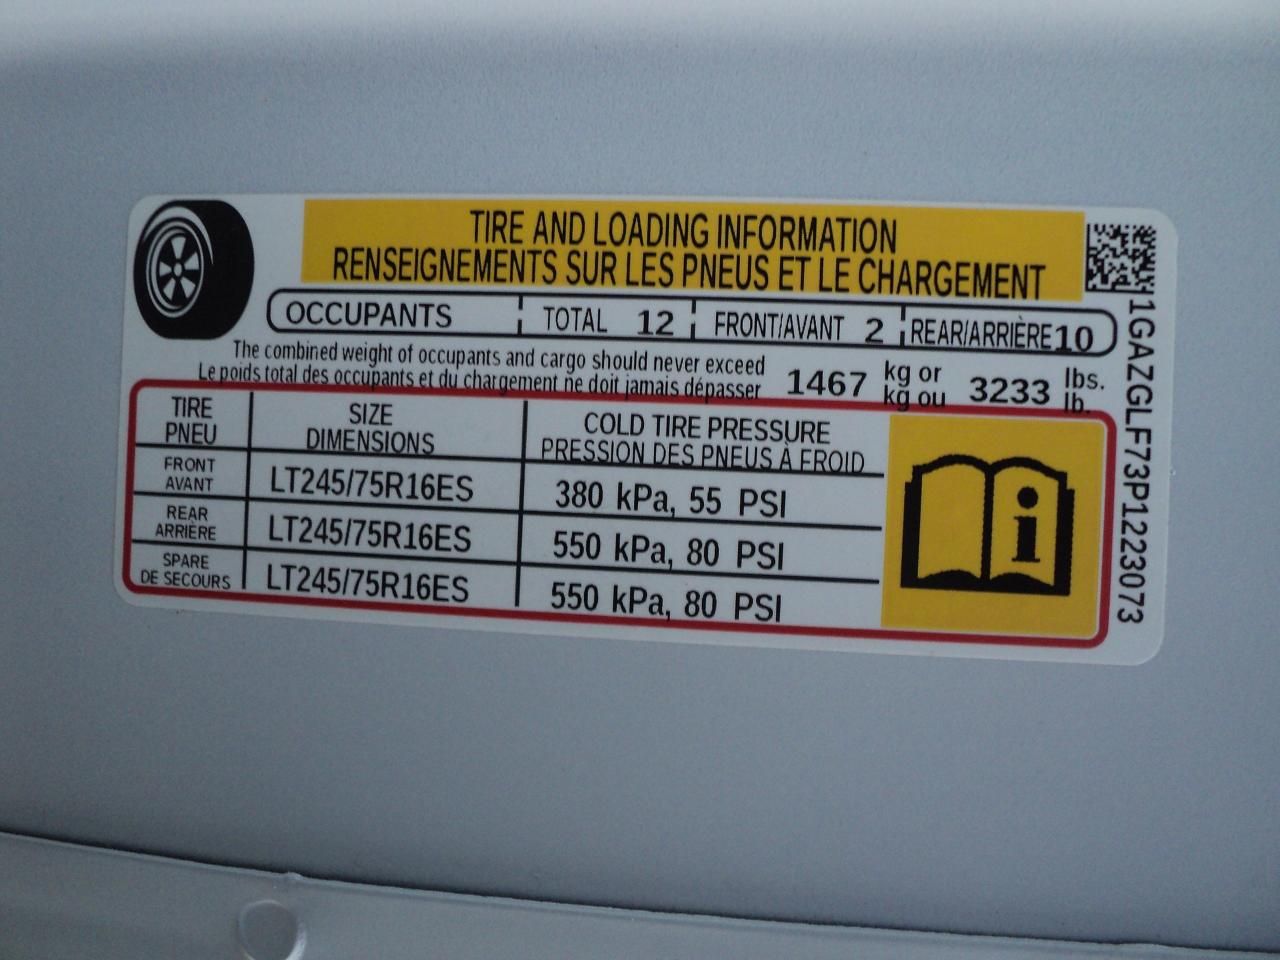 TIRE AND LOADING INFORMATION
RENSEIGNEMENTS SUR LES PNEUS ET LE CHARGEMENT
OCCUPANTS TOTAL 12 FRONT/AVANT 2 REAR/ARRIÈRE 10
The combined weight of occupants and cargo should never exceed
Le poids total des occupants et du chargement ne doit jamais dépasser
1467 kg or 3233 lbs.
kg ou lb.
TIRE SIZE COLD TIRE PRESSURE
PNEU DIMENSIONS PRESSION DES PNEUS À FROID
FRONT
AVANT LT245/75R16ES 380 kPa, 55 PSI
REAR
ARRIÈRE LT245/75R16ES 550 kPa, 80 PSI
SPARE
DE SECOURS LT245/75R16ES 550 kPa, 80 PSI
i
1GAZGLF73P1223073